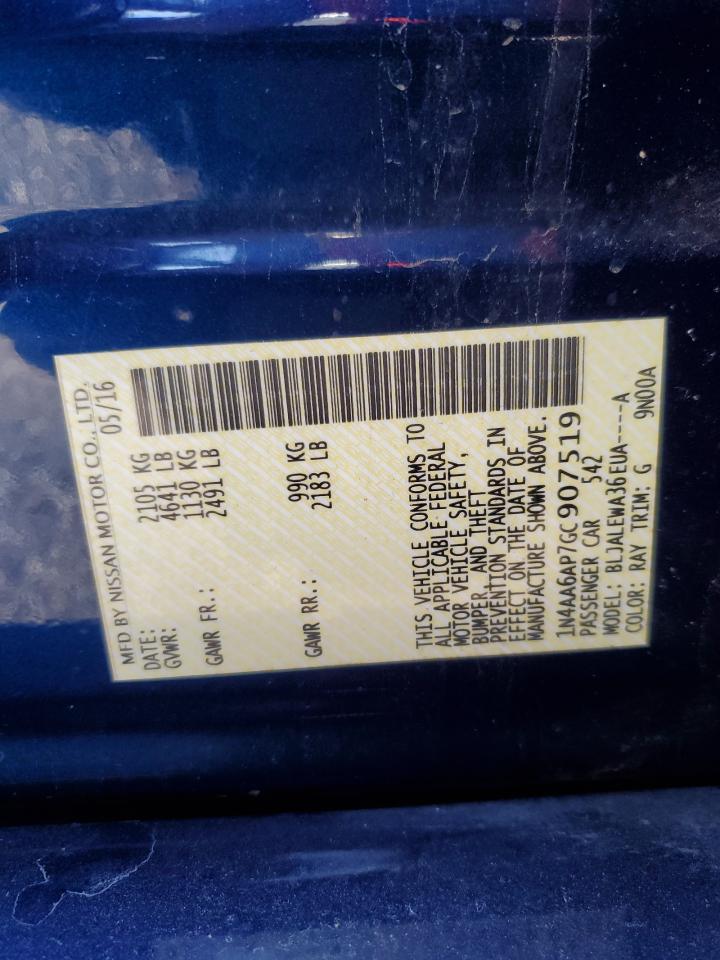 MFD BY NISSAN MOTOR CO., LTD.
DATE: 05/16
GVWR: 2105 KG
4641 LB
GAWR FR.: 1130 KG
2491 LB
GAWR RR.: 990 KG
2183 LB
THIS VEHICLE CONFORMS TO
ALL APPLICABLE FEDERAL
MOTOR VEHICLE SAFETY,
BUMPER, AND THEFT
PREVENTION STANDARDS IN
EFFECT ON THE DATE OF
MANUFACTURE SHOWN ABOVE.
1N4AA6AP7GC907519
PASSENGER CAR 542
MODEL: BLJALEWA36EUA----A
COLOR: RAY TRIM: G 9N00A